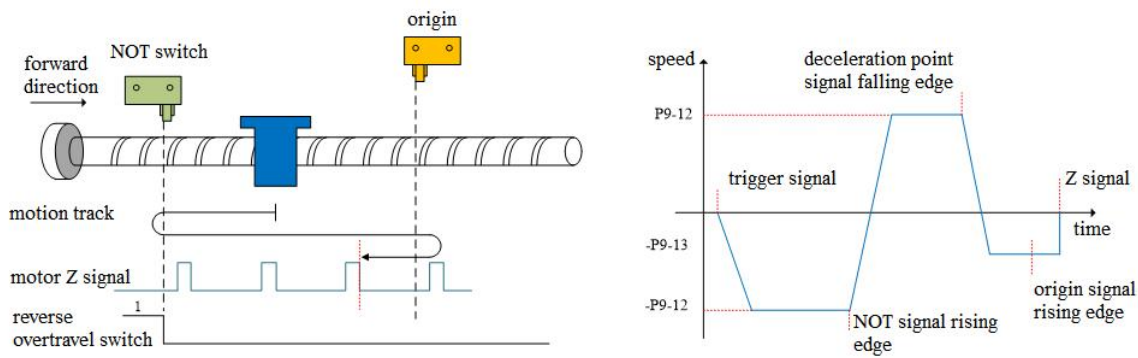 origin
NOT switch
forward
direction
motion track
motor Z signal
1
reverse
overtravel switch
speed
deceleration point
signal falling edge
P9-12
trigger signal
Z signal
time
-P9-13
origin signal
rising edge
-P9-12
NOT signal rising
edge